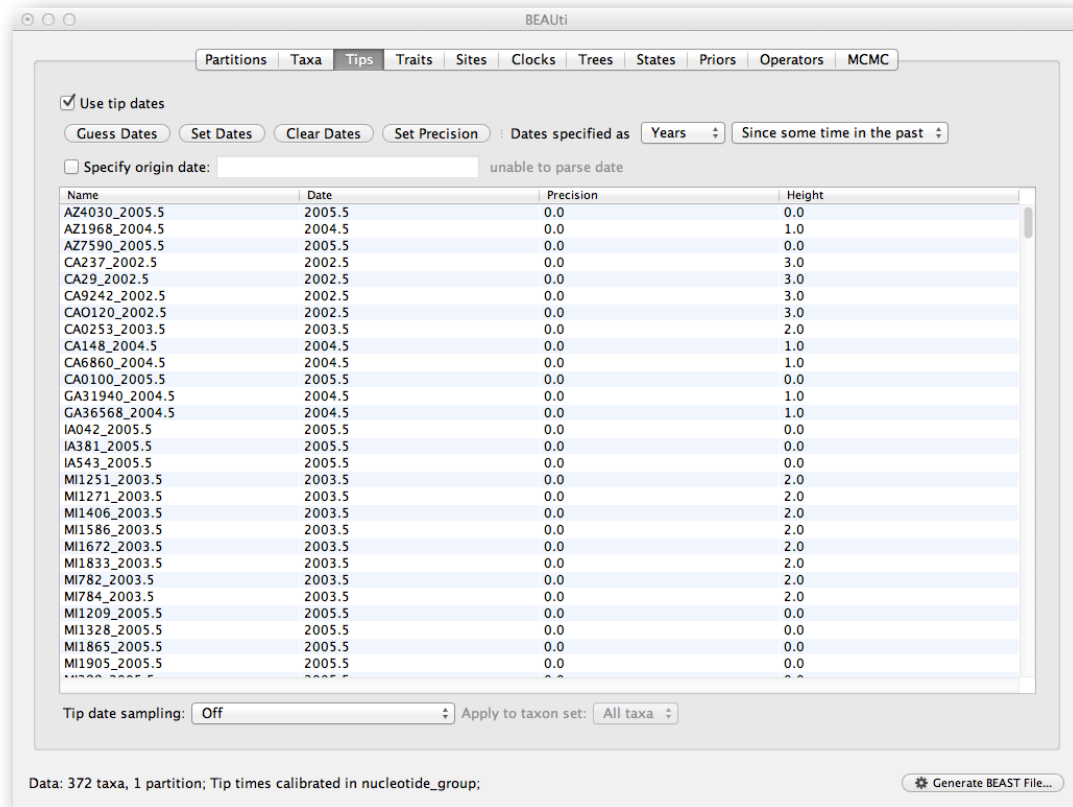 BEAUti
Partitions Taxa Tips Traits Sites Clocks Trees States Priors Operators MCMC
Use tip dates
Guess Dates Set Dates Clear Dates Set Precision Dates specified as Years Since some time in the past
Specify origin date: unable to parse date
Name Date Precision Height
AZ4030_2005.5 2005.5 0.0 0.0
AZ1968_2004.5 2004.5 0.0 1.0
AZ7590_2005.5 2005.5 0.0 0.0
CA237_2002.5 2002.5 0.0 3.0
CA29_2002.5 2002.5 0.0 3.0
CA9242_2002.5 2002.5 0.0 3.0
CAO120_2002.5 2002.5 0.0 3.0
CA0253_2003.5 2003.5 0.0 2.0
CA148_2004.5 2004.5 0.0 1.0
CA6860_2004.5 2004.5 0.0 1.0
CA0100_2005.5 2005.5 0.0 0.0
GA31940_2004.5 2004.5 0.0 1.0
GA36568_2004.5 2004.5 0.0 1.0
IA042_2005.5 2005.5 0.0 0.0
IA381_2005.5 2005.5 0.0 0.0
IA543_2005.5 2005.5 0.0 0.0
MI1251_2003.5 2003.5 0.0 2.0
MI1271_2003.5 2003.5 0.0 2.0
MI1406_2003.5 2003.5 0.0 2.0
MI1586_2003.5 2003.5 0.0 2.0
MI1672_2003.5 2003.5 0.0 2.0
MI1833_2003.5 2003.5 0.0 2.0
MI782_2003.5 2003.5 0.0 2.0
MI784_2003.5 2003.5 0.0 2.0
MI1209_2005.5 2005.5 0.0 0.0
MI1328_2005.5 2005.5 0.0 0.0
MI1865_2005.5 2005.5 0.0 0.0
MI1905_2005.5 2005.5 0.0 0.0
Tip date sampling: Off Apply to taxon set: All taxa
Data: 372 taxa, 1 partition; Tip times calibrated in nucleotide_group; Generate BEAST File...